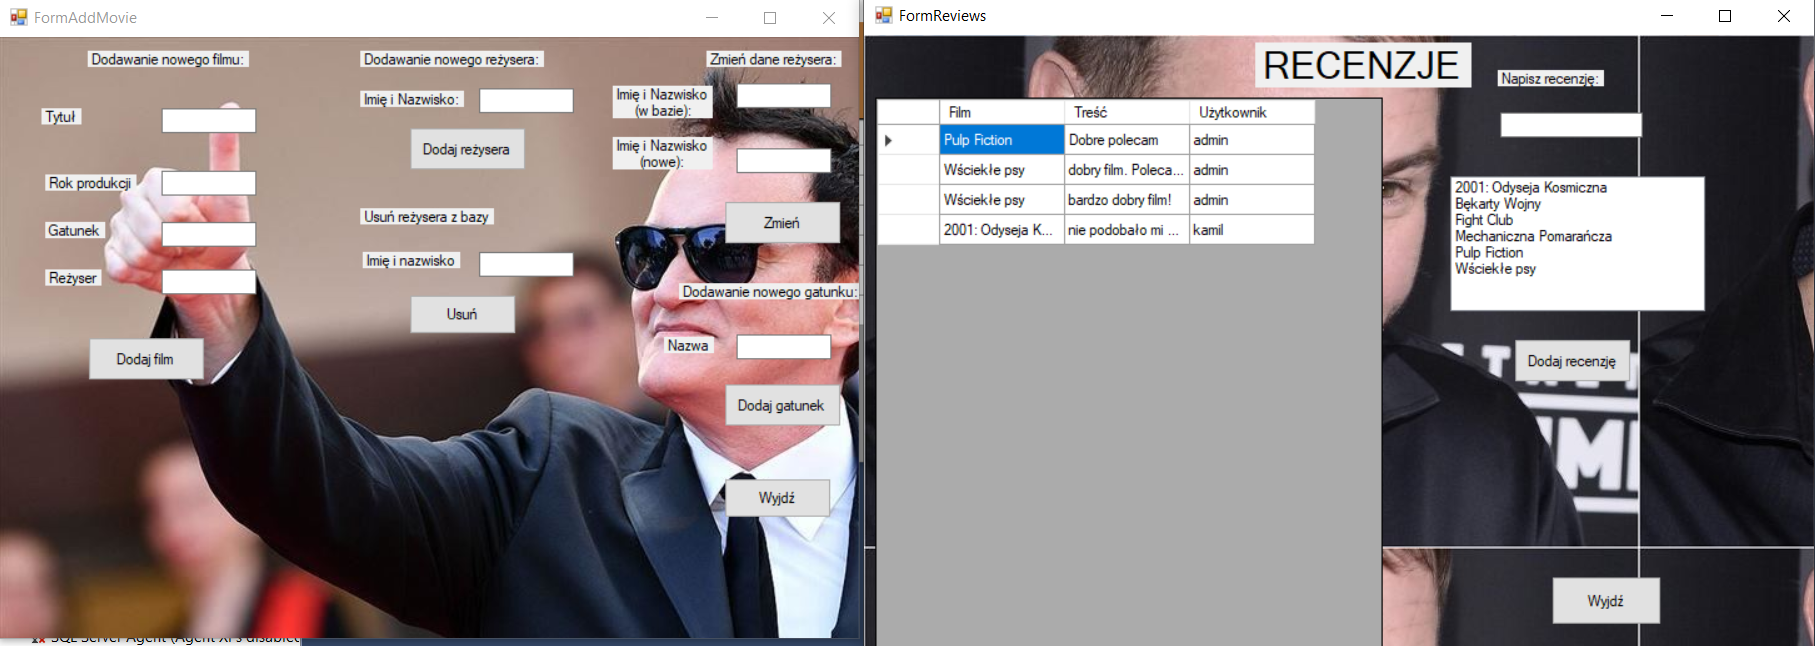 FormAddMovie
Dodawanie nowego filmu:
Tytuł
Rok produkcji
Gatunek
Reżyser
Dodaj film
Dodawanie nowego reżysera:
Imię i Nazwisko:
Dodaj reżysera
Usuń reżysera z bazy
Imię i nazwisko
Usuń
Zmień dane reżysera:
Imię i Nazwisko
(w bazie):
Imię i Nazwisko
(nowe):
Zmień
Dodawanie nowego gatunku:
Nazwa
Dodaj gatunek
Wyjdź
FormReviews
RECENZJE
Film Treść Użytkownik
Pulp Fiction Dobre polecam admin
Wściekłe psy dobry film. Poleca... admin
Wściekłe psy bardzo dobry film! admin
2001: Odyseja K... nie podobało mi ... kamil
Napisz recenzję:
2001: Odyseja Kosmiczna
Bękarty Wojny
Fight Club
Mechaniczna Pomarańcza
Pulp Fiction
Wściekłe psy
Dodaj recenzję
Wyjdź
SQL Server Agent (Agent XPs disabled